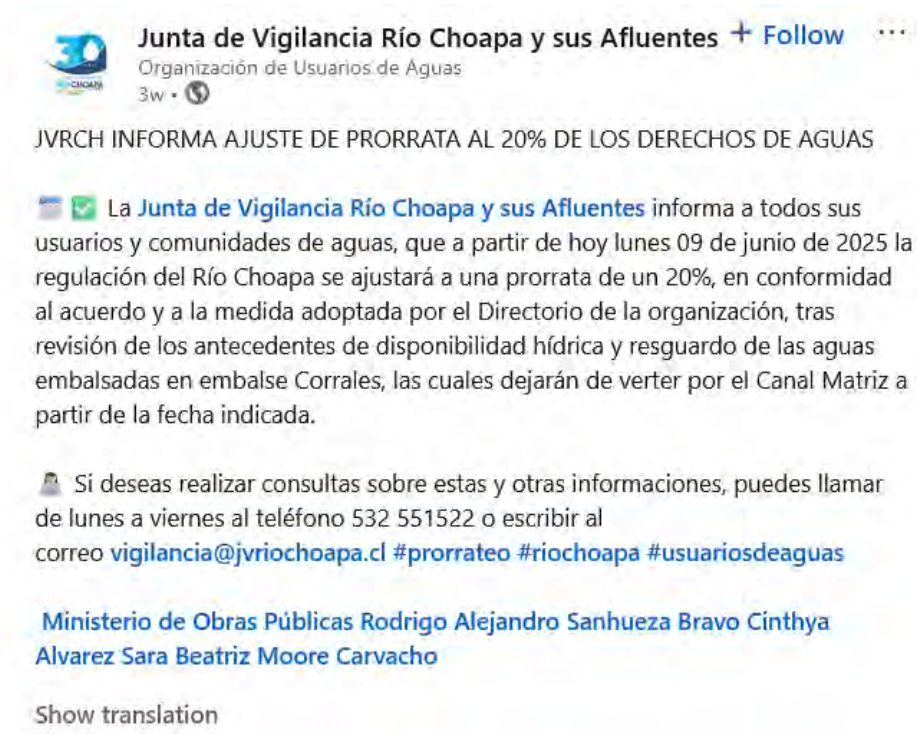 Junta de Vigilancia Río Choapa y sus Afluentes + Follow ...
Organización de Usuarios de Aguas
3w •
JVRCH INFORMA AJUSTE DE PRORRATA AL 20% DE LOS DERECHOS DE AGUAS
La Junta de Vigilancia Río Choapa y sus Afluentes informa a todos sus
usuarios y comunidades de aguas, que a partir de hoy lunes 09 de junio de 2025 la
regulación del Río Choapa se ajustará a una prorrata de un 20%, en conformidad
al acuerdo y a la medida adoptada por el Directorio de la organización, tras
revisión de los antecedentes de disponibilidad hídrica y resguardo de las aguas
embalsadas en embalse Corrales, las cuales dejarán de verter por el Canal Matriz a
partir de la fecha indicada.
Si deseas realizar consultas sobre estas y otras informaciones, puedes llamar
de lunes a viernes al teléfono 532 551522 o escribir al
correo vigilancia@jvriochoapa.cl #prorrateo #riochoapa #usuariosdeaguas
Ministerio de Obras Públicas Rodrigo Alejandro Sanhueza Bravo Cinthya
Alvarez Sara Beatriz Moore Carvacho
Show translation